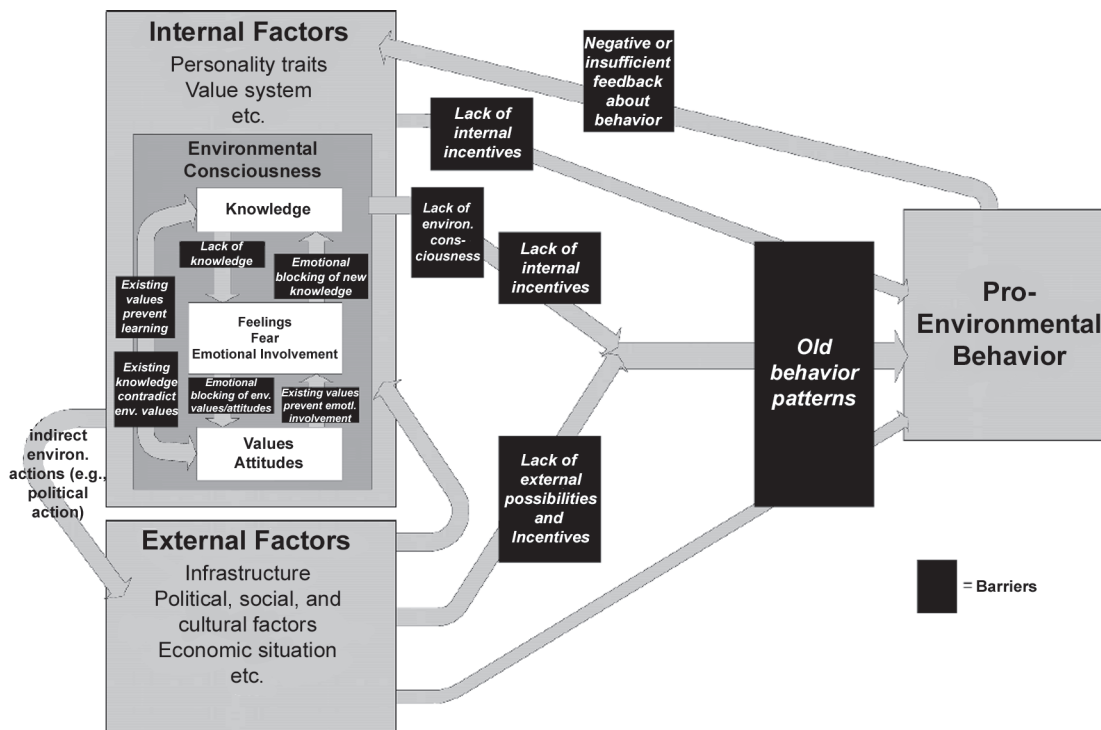 Internal Factors
Personality traits
Value system
etc.
Environmental
Consciousness
Knowledge
Lack of
knowledge
Emotional
blocking of new
knowledge
Existing
values
prevent
learning
Feelings
Fear
Emotional Involvement
Existing
knowledge
contradict
env. values
Emotional
blocking of env.
values/attitudes
Existing values
prevent emotl.
involvement
Values
Attitudes
indirect
environ.
actions (e.g.,
political
action)
External Factors
Infrastructure
Political, social, and
cultural factors
Economic situation
etc.
Negative or
insufficient
feedback
about
behavior
Lack of
internal
incentives
Lack of
environ.
cons-
ciousness
Lack of
internal
incentives
Lack of
external
possibilities
and
Incentives
Old
behavior
patterns
Pro-
Environmental
Behavior
= Barriers